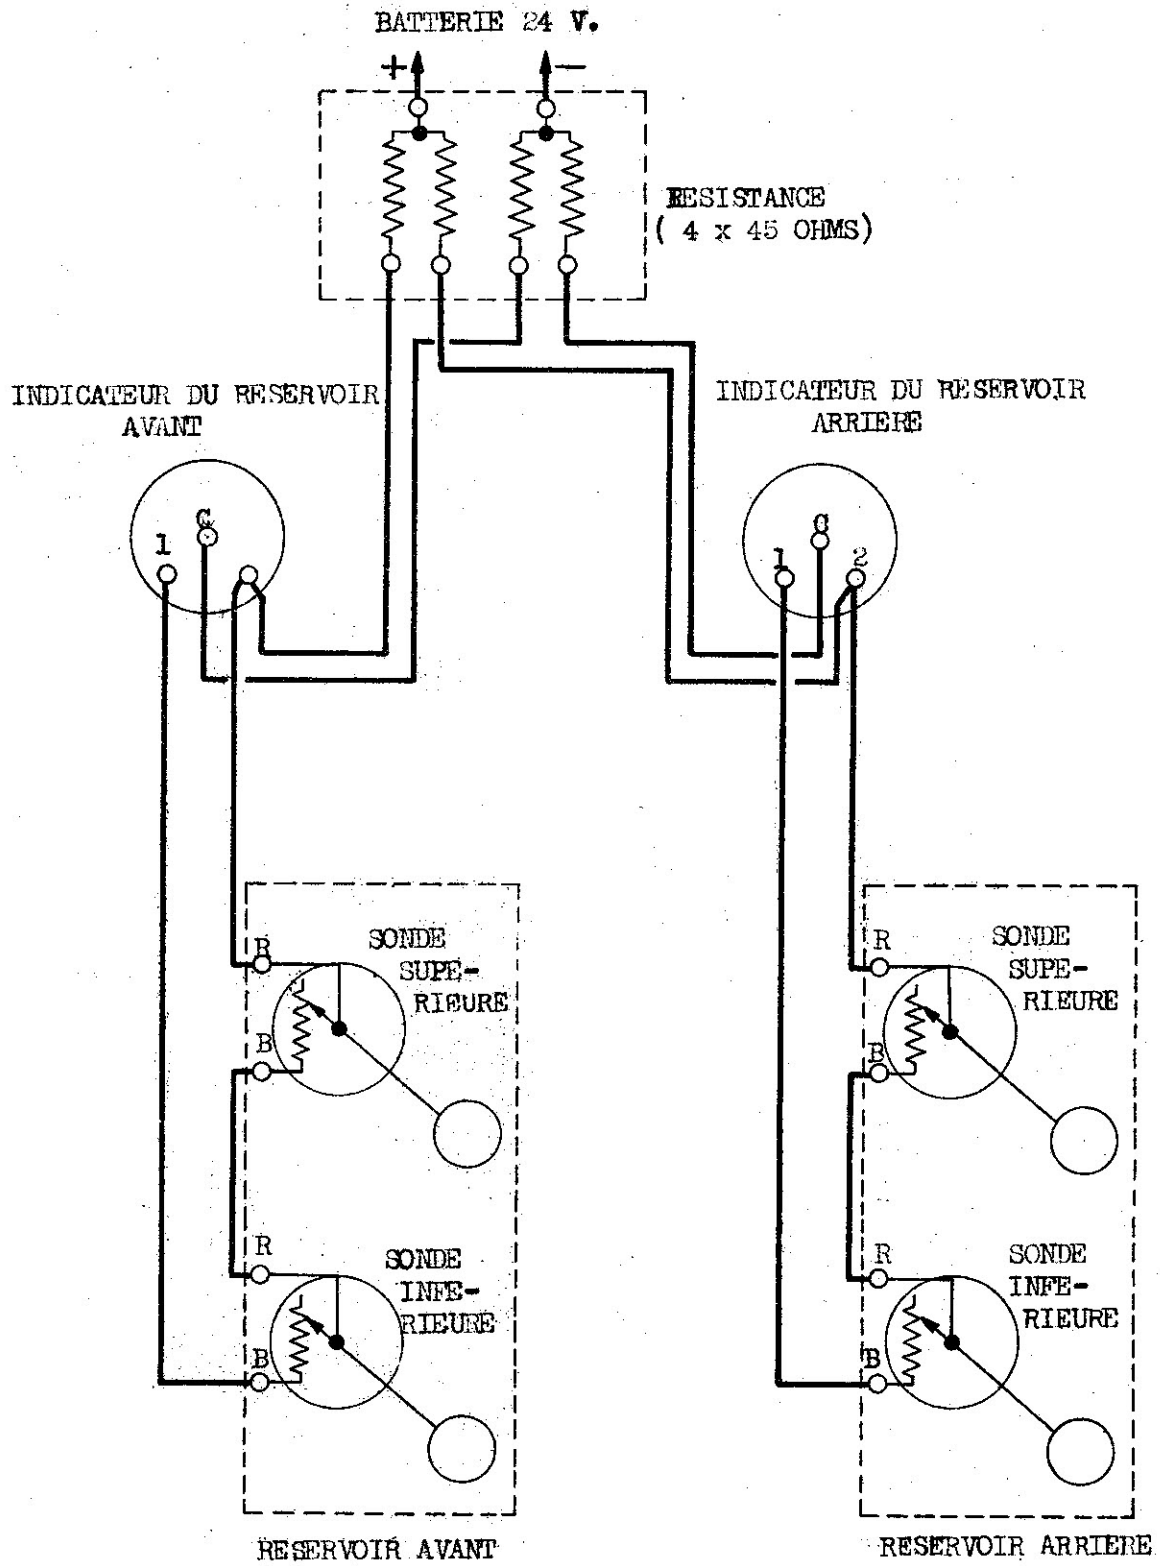 BATTERIE 24 V.
+ −
RESISTANCE
( 4 x 45 OHMS)
INDICATEUR DU RESERVOIR
AVANT
INDICATEUR DU RESERVOIR
ARRIERE
C
1
C
1
2
R
SONDE
SUPE-
RIEURE
B
R
SONDE
SUPE-
RIEURE
B
R
SONDE
INFE-
RIEURE
B
R
SONDE
INFE-
RIEURE
B
RESERVOIR AVANT
RESERVOIR ARRIERE